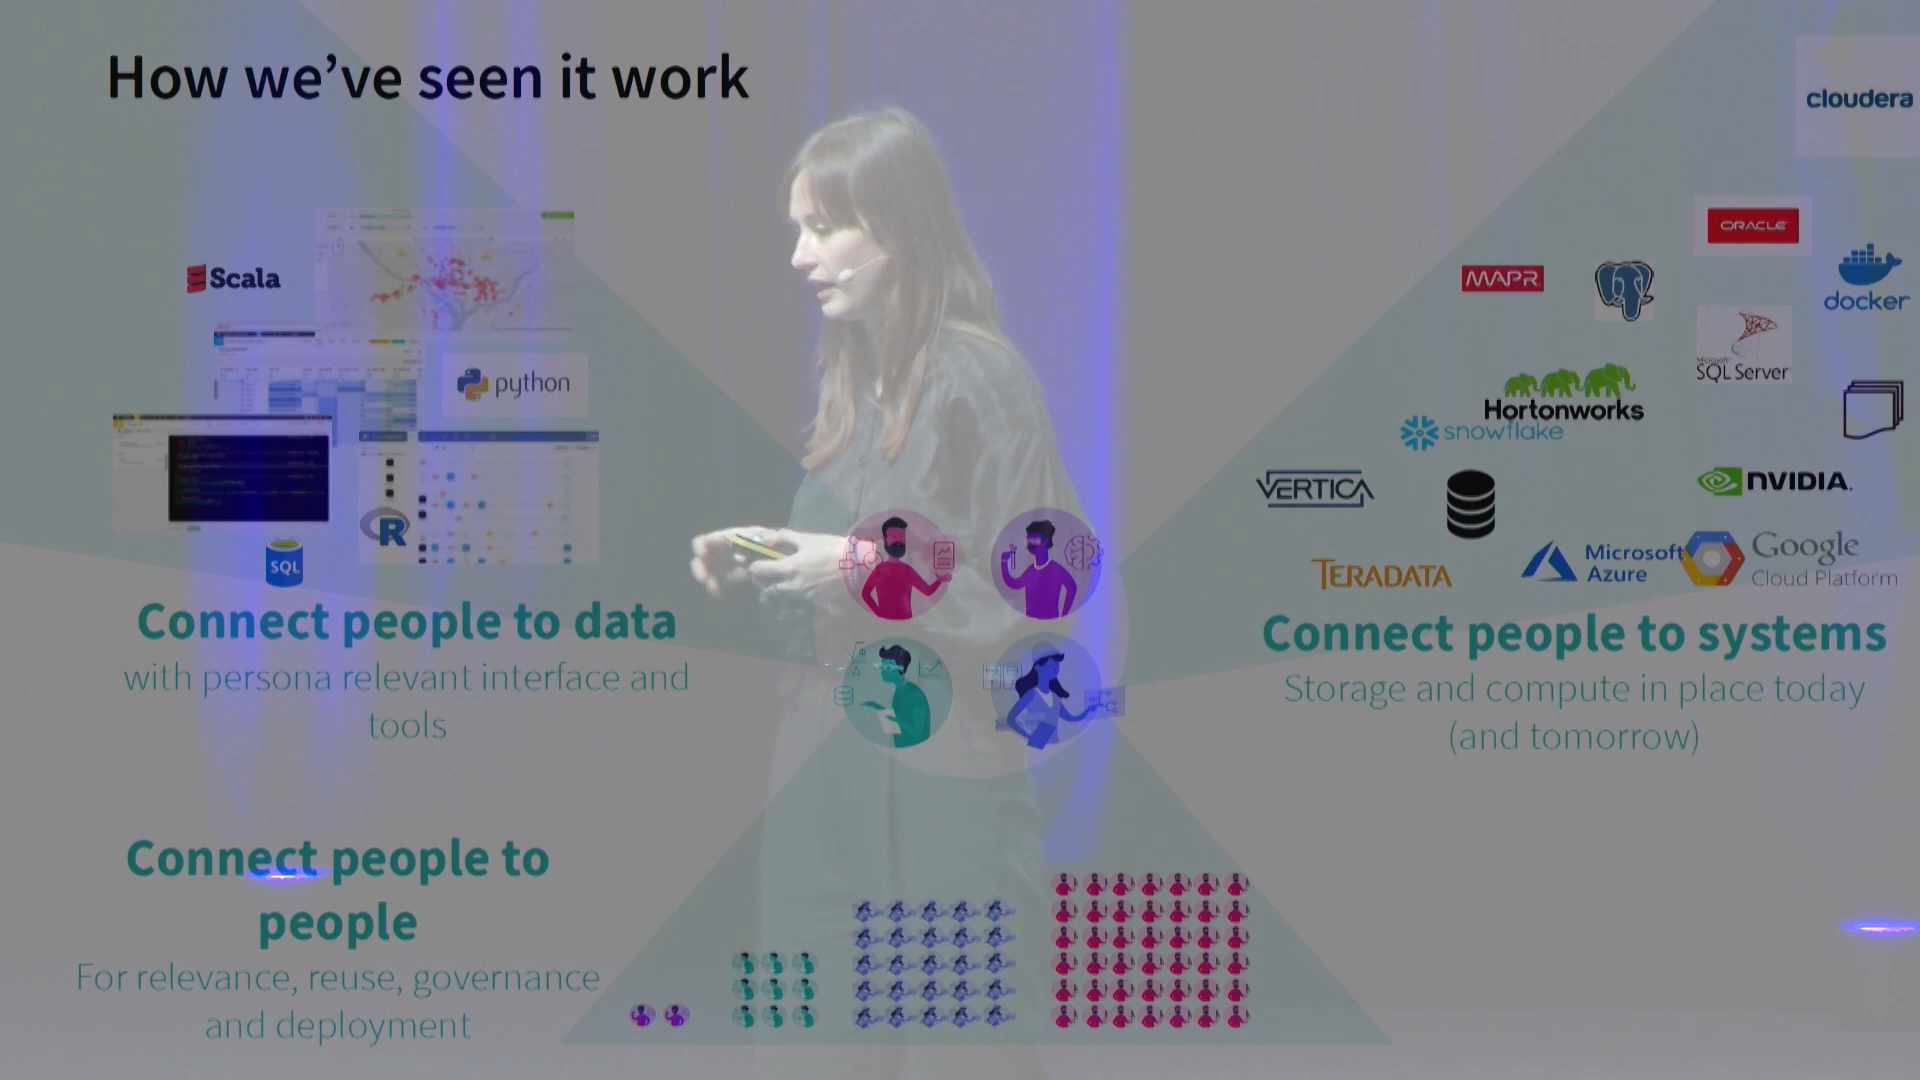 How we've seen it work
cloudera
ORACLE
MAPR
docker
Scala
Microsoft
SQL Server
python
Hortonworks
snowflake
VERTICA
NVIDIA.
R
SQL
TERADATA
Microsoft
Azure
Google
Cloud Platform
Connect people to data
with persona relevant interface and
tools
Connect people to systems
Storage and compute in place today
(and tomorrow)
Connect people to
people
For relevance, reuse, governance
and deployment